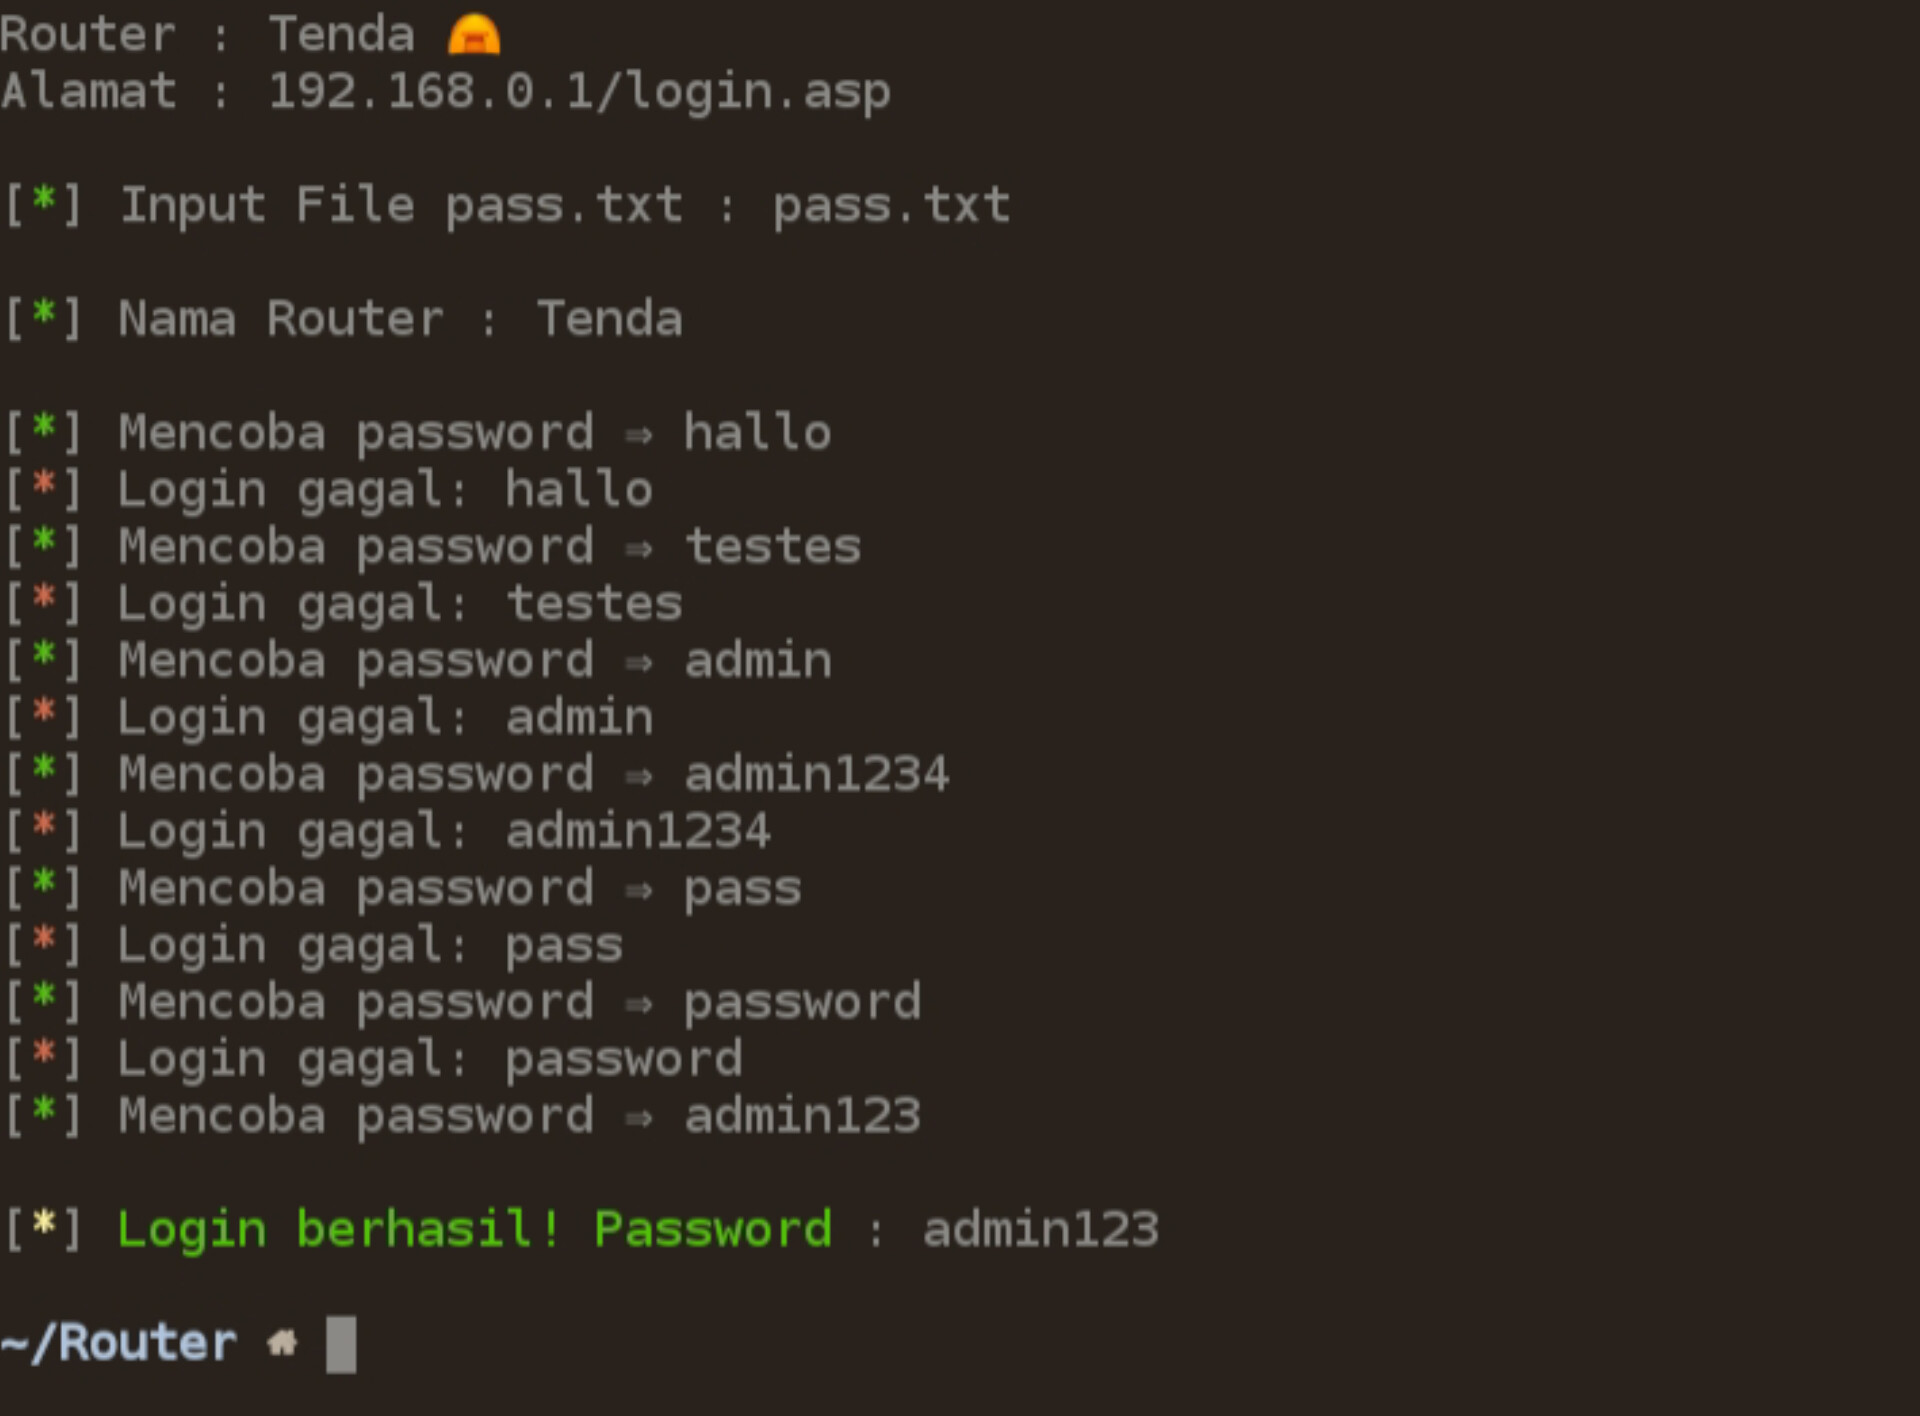 Router : Tenda
Alamat : 192.168.0.1/login.asp
[*] Input File pass.txt : pass.txt
[*] Nama Router : Tenda
[*] Mencoba password ⇒ hallo
[*] Login gagal: hallo
[*] Mencoba password ⇒ testes
[*] Login gagal: testes
[*] Mencoba password ⇒ admin
[*] Login gagal: admin
[*] Mencoba password ⇒ admin1234
[*] Login gagal: admin1234
[*] Mencoba password ⇒ pass
[*] Login gagal: pass
[*] Mencoba password ⇒ password
[*] Login gagal: password
[*] Mencoba password ⇒ admin123
[*] Login berhasil! Password : admin123
~/Router